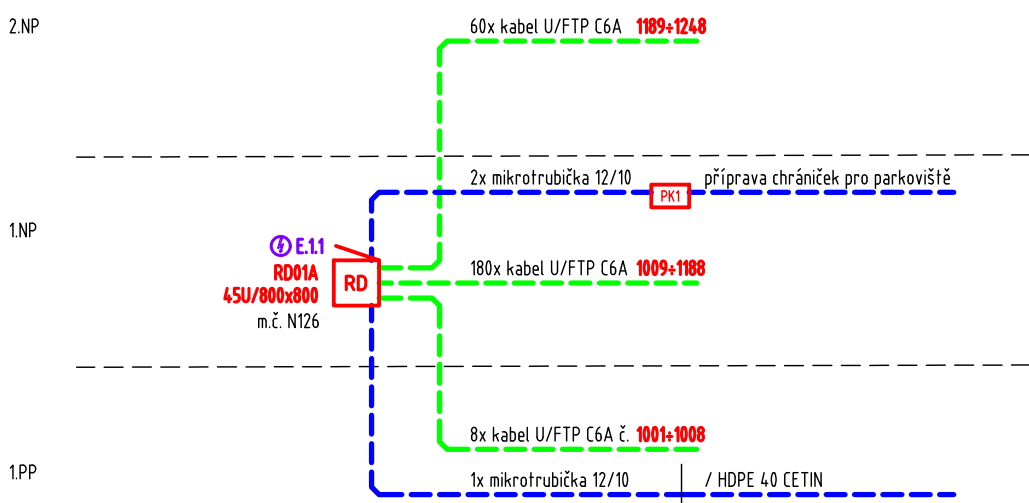 2.NP
60x kabel U/FTP C6A 1189÷1248
2x mikrotrubička 12/10
PK1
příprava chrániček pro parkoviště
1.NP
E.1.1
RD01A
RD
45U/800x800
m.č. N126
180x kabel U/FTP C6A 1009÷1188
8x kabel U/FTP C6A č. 1001÷1008
1.PP
1x mikrotrubička 12/10 / HDPE 40 CETIN